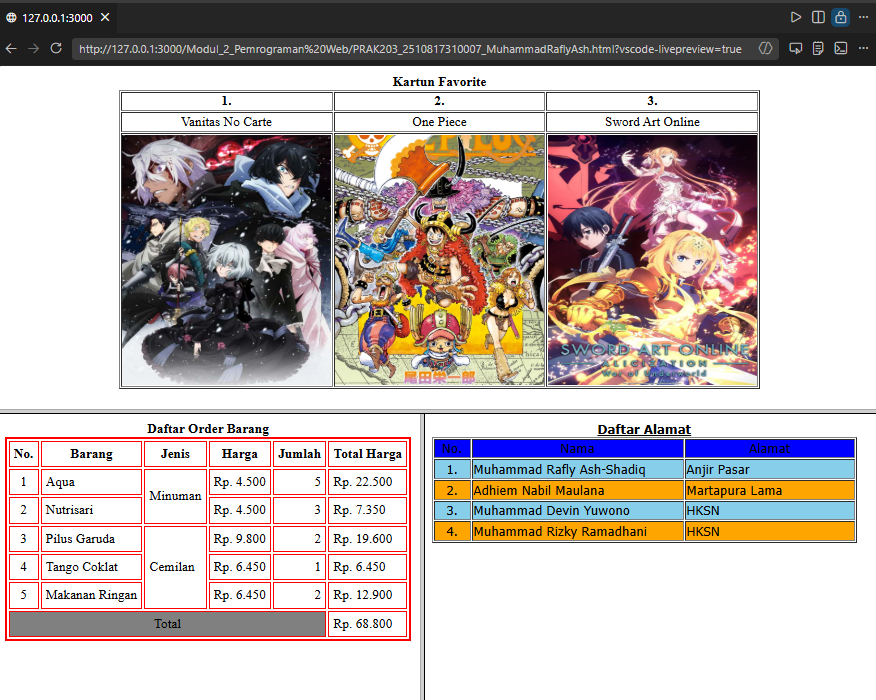 127.0.0.1:3000
http://127.0.0.1:3000/Modul_2_Pemrograman%20Web/PRAK203_2510817310007_MuhammadRaflyAsh.html?vscode-livepreview=true
Kartun Favorite
1. 2. 3.
Vanitas No Carte One Piece Sword Art Online
尾田栄一郎
SWORD ART ONLINE
ALICIZATION
War of Underworld
Daftar Order Barang
No. Barang Jenis Harga Jumlah Total Harga
1 Aqua Minuman Rp. 4.500 5 Rp. 22.500
2 Nutrisari Rp. 4.500 3 Rp. 7.350
3 Pilus Garuda Cemilan Rp. 9.800 2 Rp. 19.600
4 Tango Coklat Rp. 6.450 1 Rp. 6.450
5 Makanan Ringan Rp. 6.450 2 Rp. 12.900
Total Rp. 68.800
Daftar Alamat
No. Nama Alamat
1. Muhammad Rafly Ash-Shadiq Anjir Pasar
2. Adhiem Nabil Maulana Martapura Lama
3. Muhammad Devin Yuwono HKSN
4. Muhammad Rizky Ramadhani HKSN